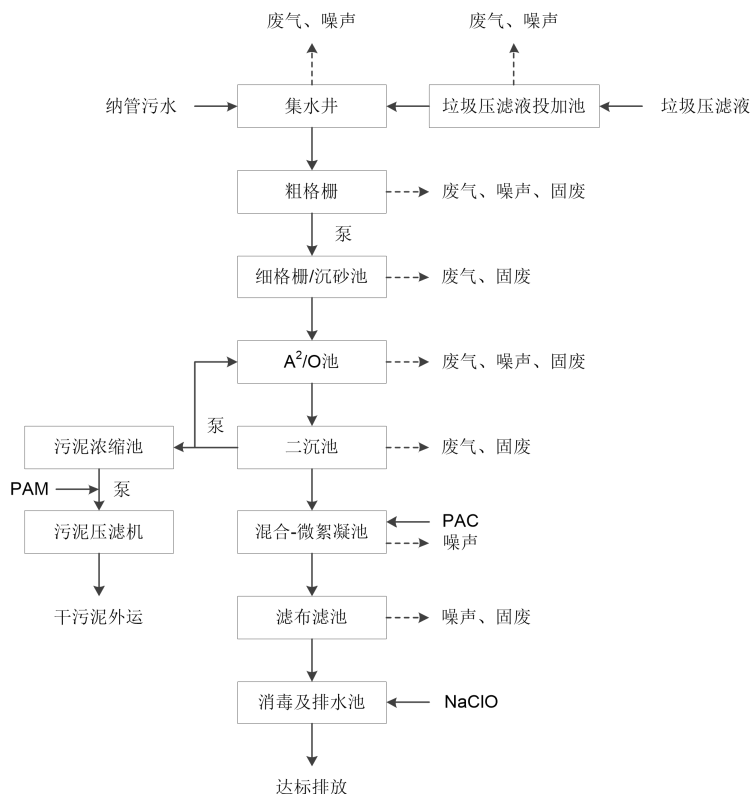 废气、噪声
废气、噪声
纳管污水
集水井
垃圾压滤液投加池
垃圾压滤液
粗格栅
废气、噪声、固废
泵
细格栅/沉砂池
废气、固废
A²/O池
废气、噪声、固废
泵
污泥浓缩池
二沉池
废气、固废
PAM
泵
污泥压滤机
混合-微絮凝池
PAC
噪声
干污泥外运
滤布滤池
噪声、固废
消毒及排水池
NaClO
达标排放